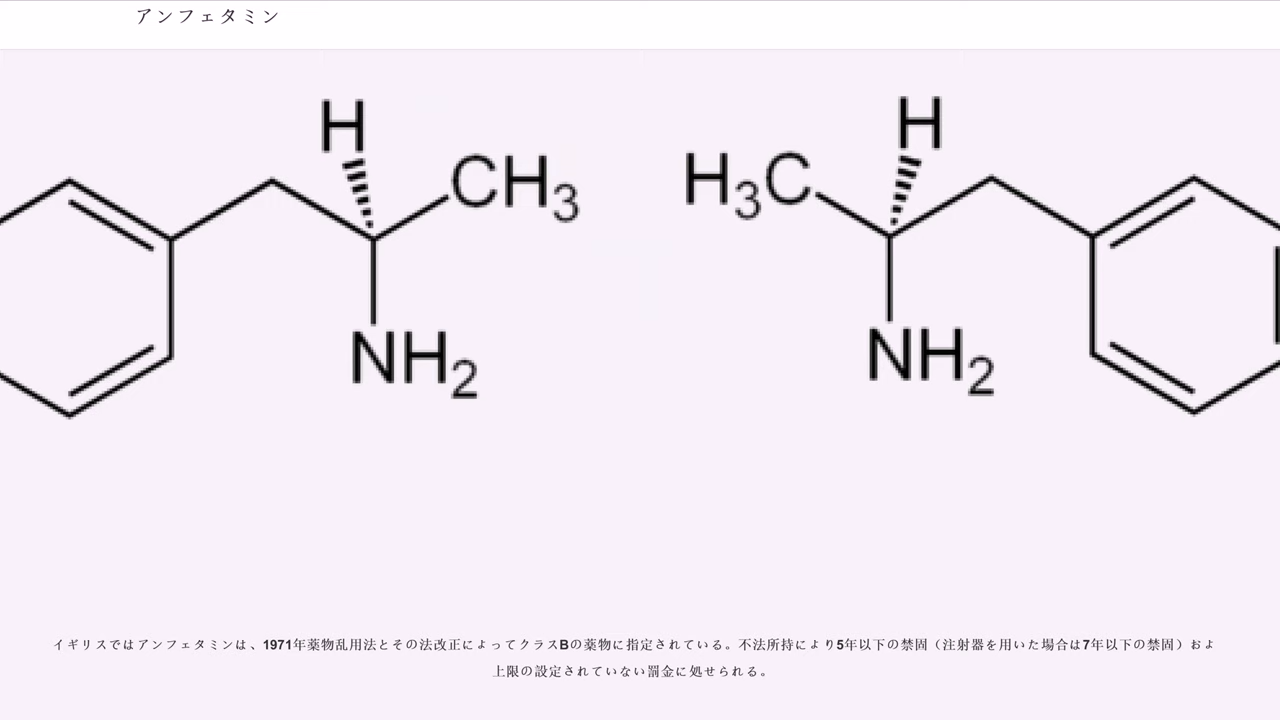 アンフェタミン
H H
CH3 H3C
NH2 NH2
イギリスではアンフェタミンは、1971年薬物乱用法とその法改正によってクラスBの薬物に指定されている。不法所持により5年以下の禁固（注射器を用いた場合は7年以下の禁固）およ
上限の設定されていない罰金に処せられる。